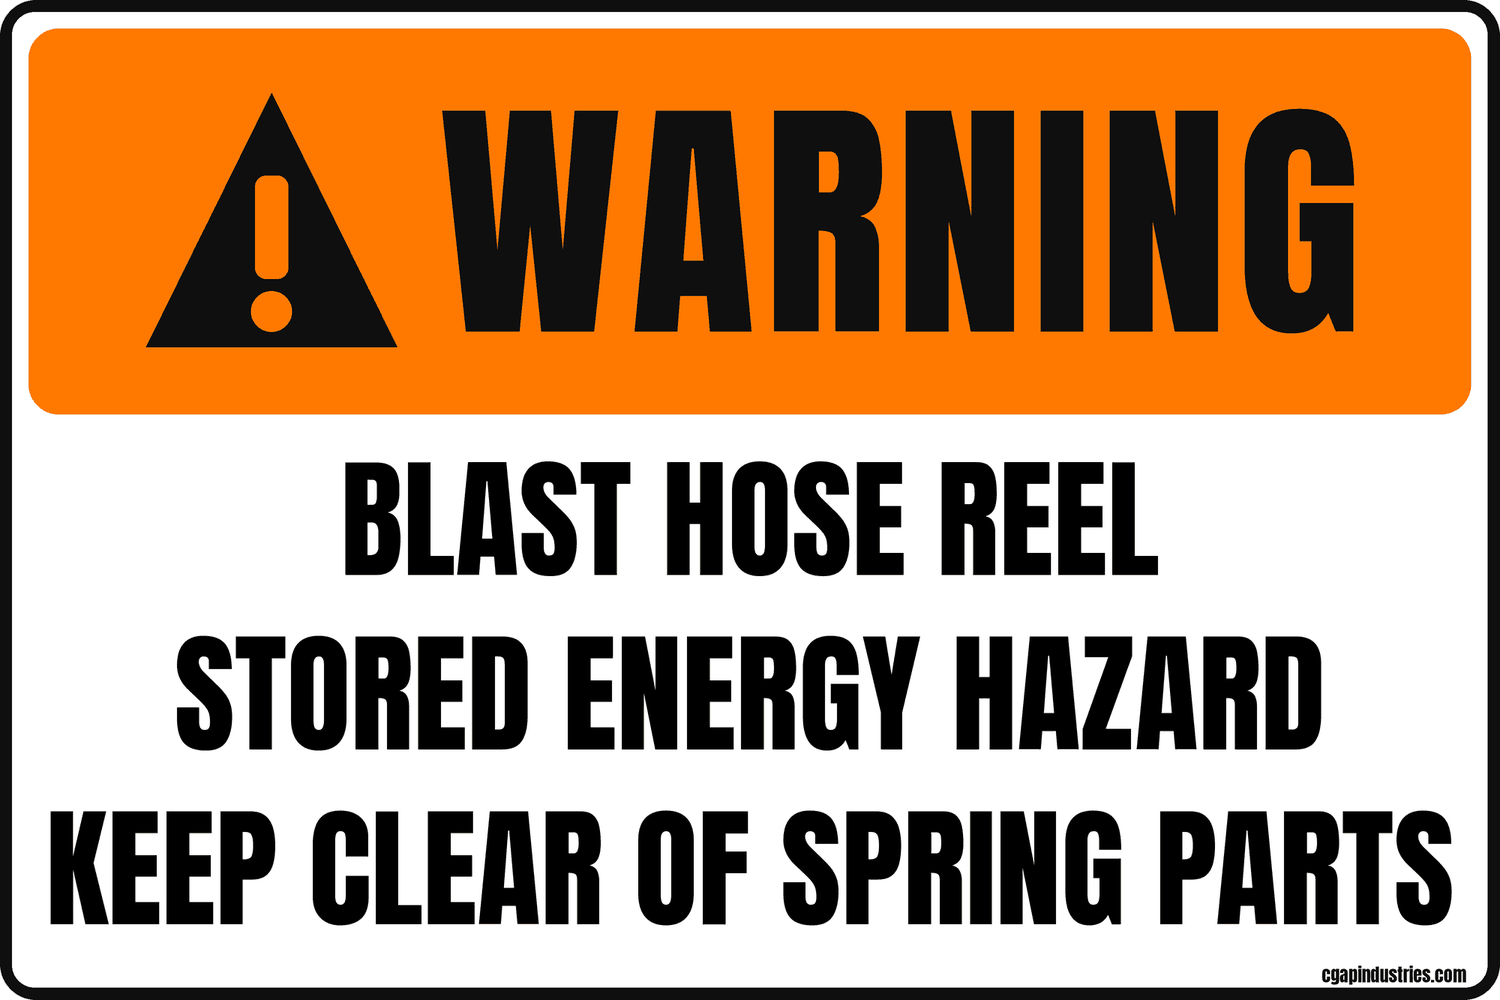 WARNING
BLAST HOSE REEL
STORED ENERGY HAZARD
KEEP CLEAR OF SPRING PARTS
cgapindustries.com